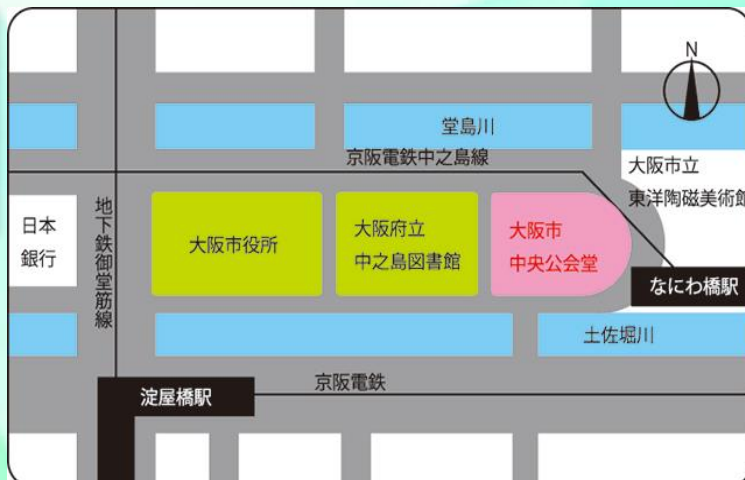 N
堂島川
京阪電鉄中之島線
大阪市立
東洋陶磁美術館
日本
銀行
地下鉄御堂筋線
大阪市役所
大阪府立
中之島図書館
大阪市
中央公会堂
なにわ橋駅
土佐堀川
京阪電鉄
淀屋橋駅